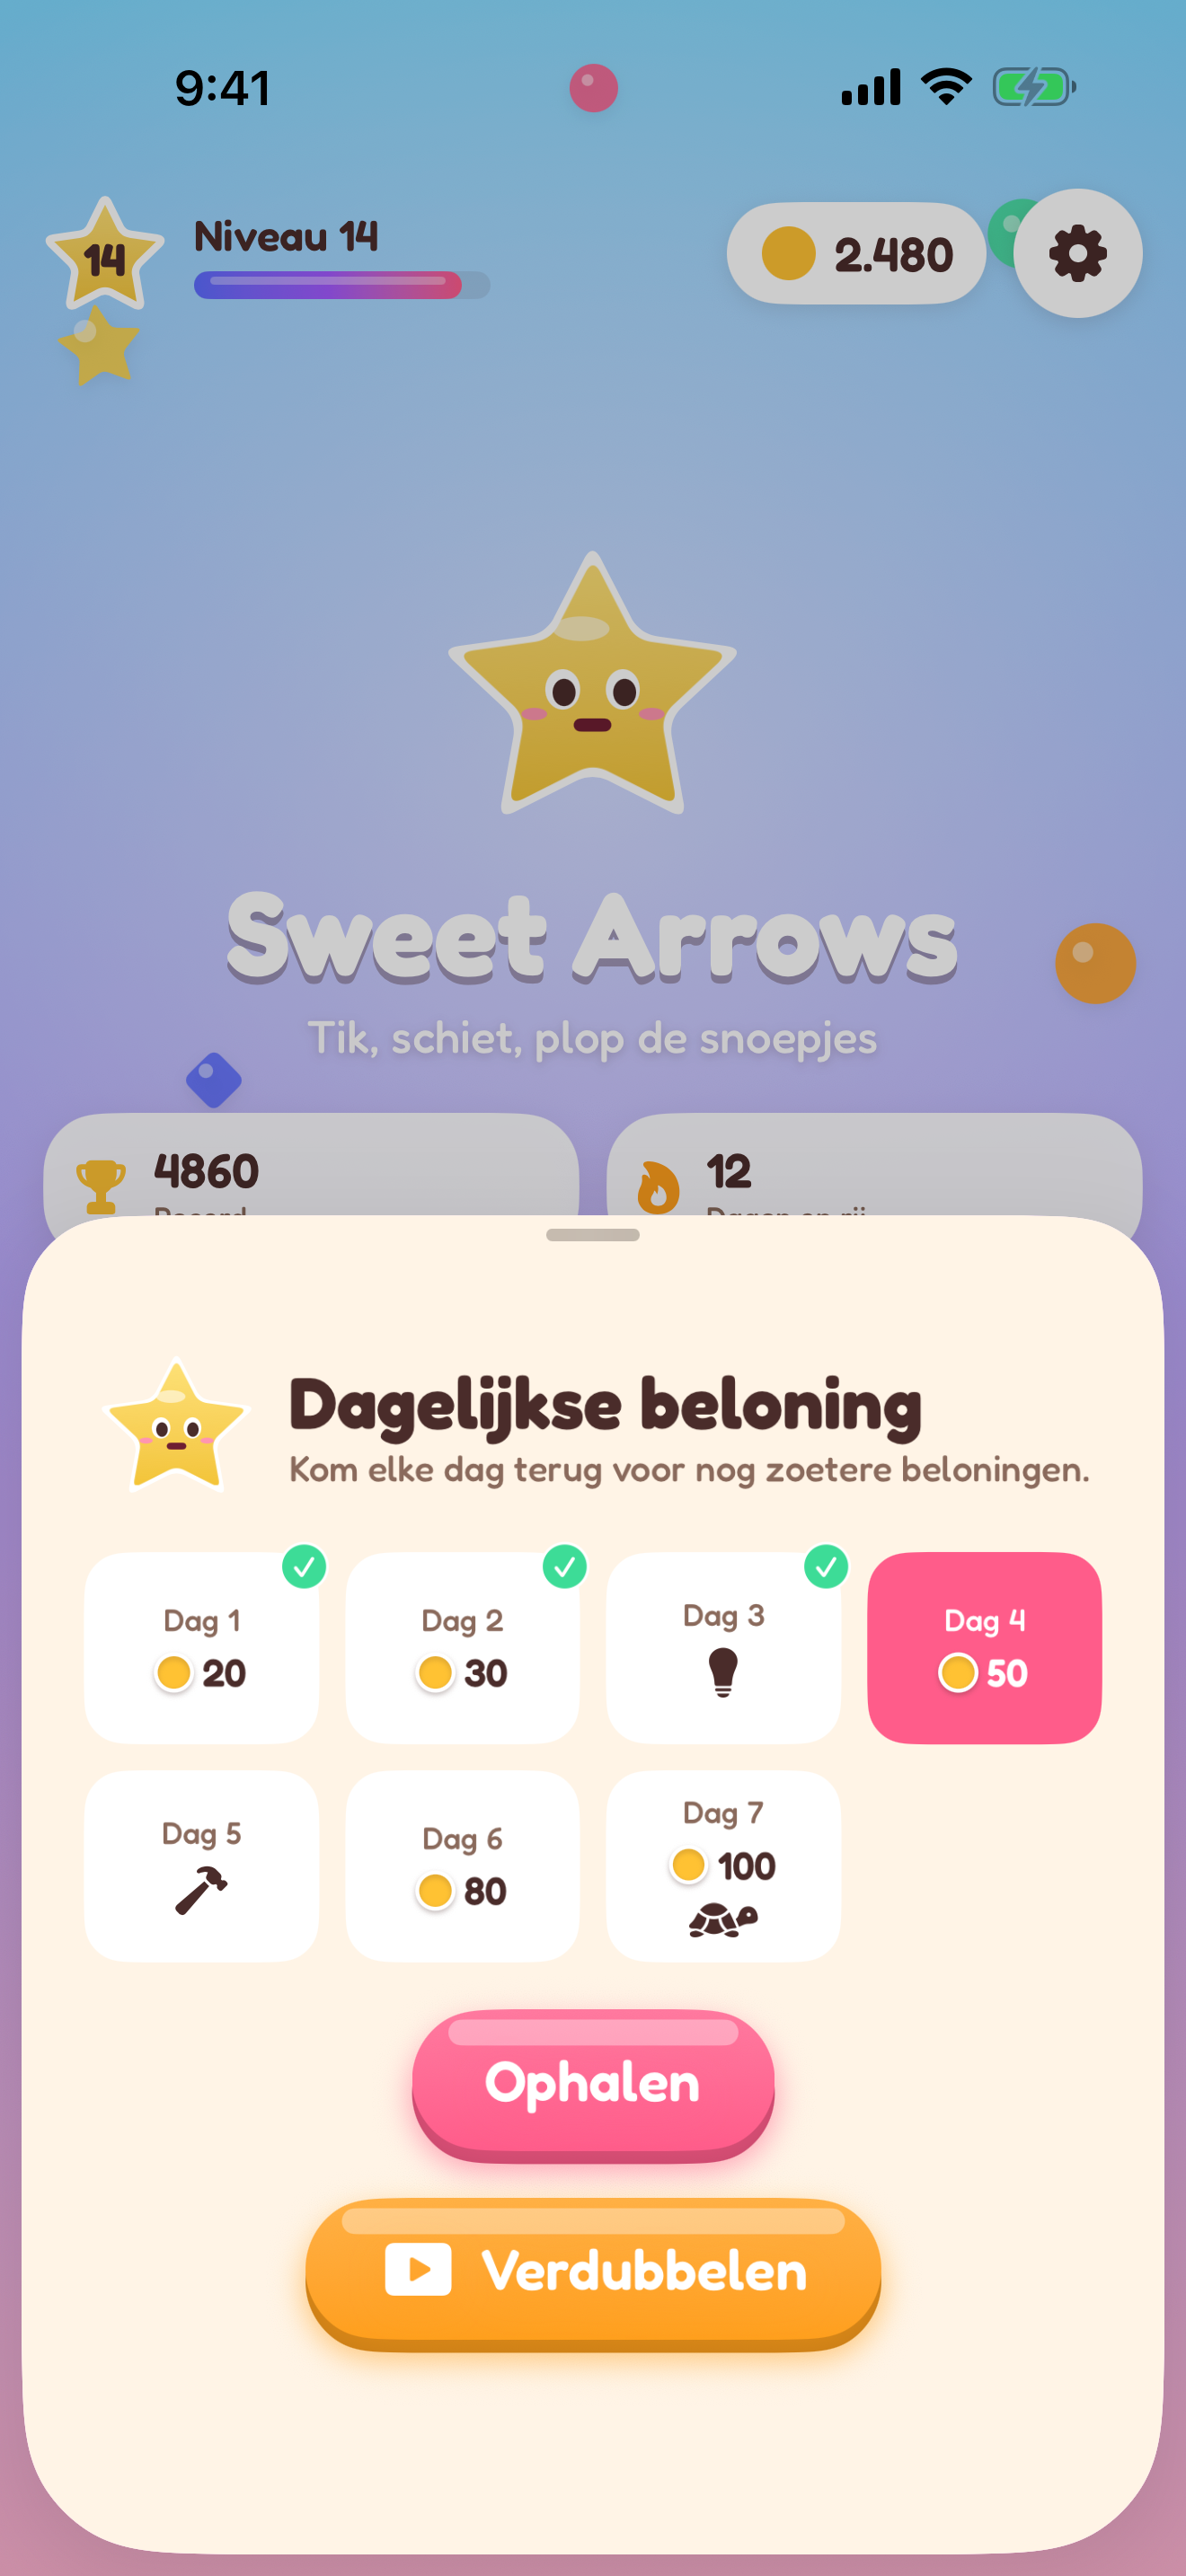 9:41
14
Niveau 14
2.480
Sweet Arrows
Tik, schiet, plop de snoepjes
4860
12
Dagelijkse beloning
Kom elke dag terug voor nog zoetere beloningen.
Dag 1
20
Dag 2
30
Dag 3
Dag 4
50
Dag 5
Dag 6
80
Dag 7
100
Ophalen
Verdubbelen